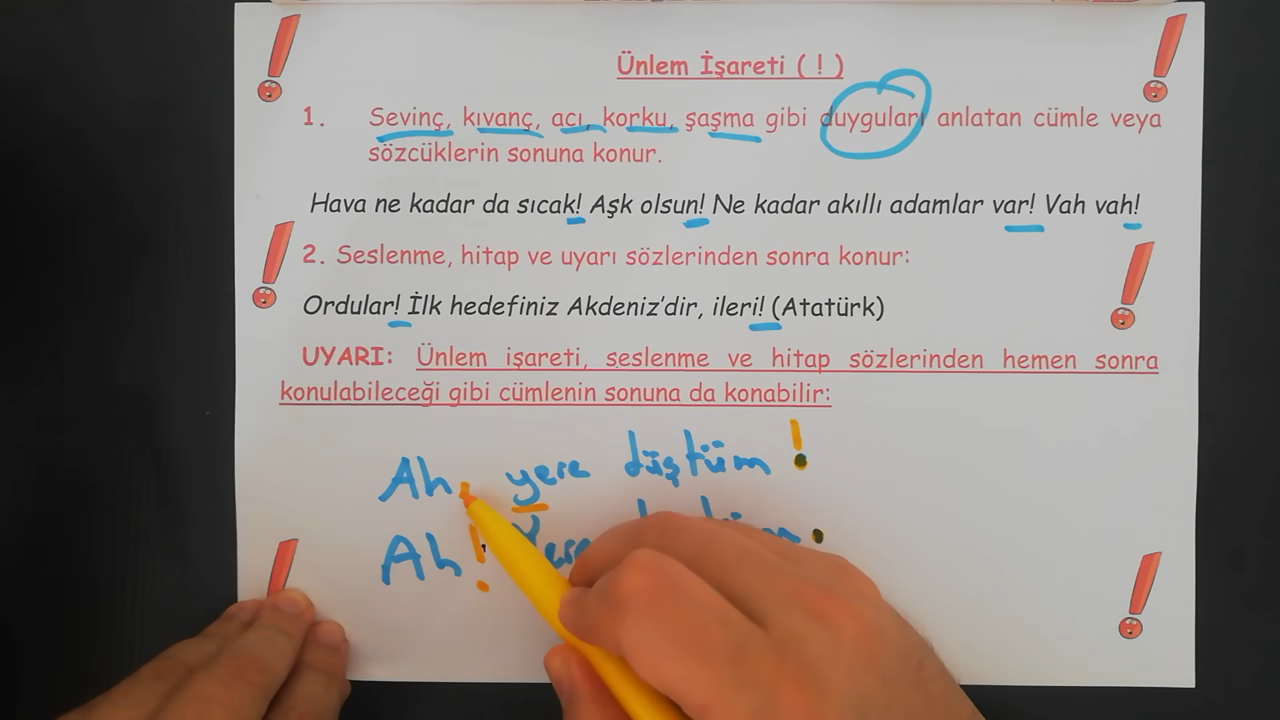 Ünlem İşareti ( ! )
1. Sevinç, kıvanç, acı, korku, şaşma gibi duyguları anlatan cümle veya
sözcüklerin sonuna konur.
Hava ne kadar da sıcak! Aşk olsun! Ne kadar akıllı adamlar var! Vah vah!
2. Seslenme, hitap ve uyarı sözlerinden sonra konur:
Ordular! İlk hedefiniz Akdeniz'dir, ileri! (Atatürk)
UYARI: Ünlem işareti, seslenme ve hitap sözlerinden hemen sonra
konulabileceği gibi cümlenin sonuna da konabilir:
Ah, yere düştüm !
Ah! Yere